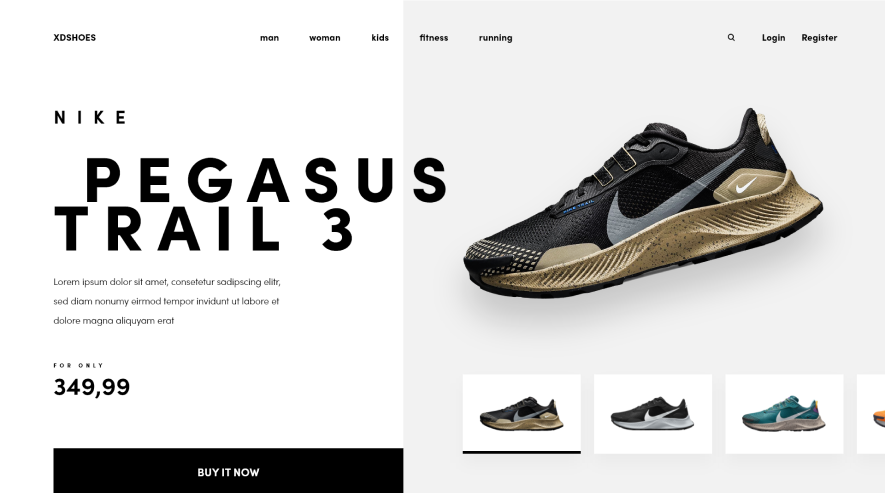 XDSHOES
man
woman
kids
fitness
running
Login
Register
NIKE
PEGASUS
TRAIL 3
Lorem ipsum dolor sit amet, consetetur sadipscing elitr,
sed diam nonumy eirmod tempor invidunt ut labore et
dolore magna aliquyam erat
FOR ONLY
349,99
BUY IT NOW